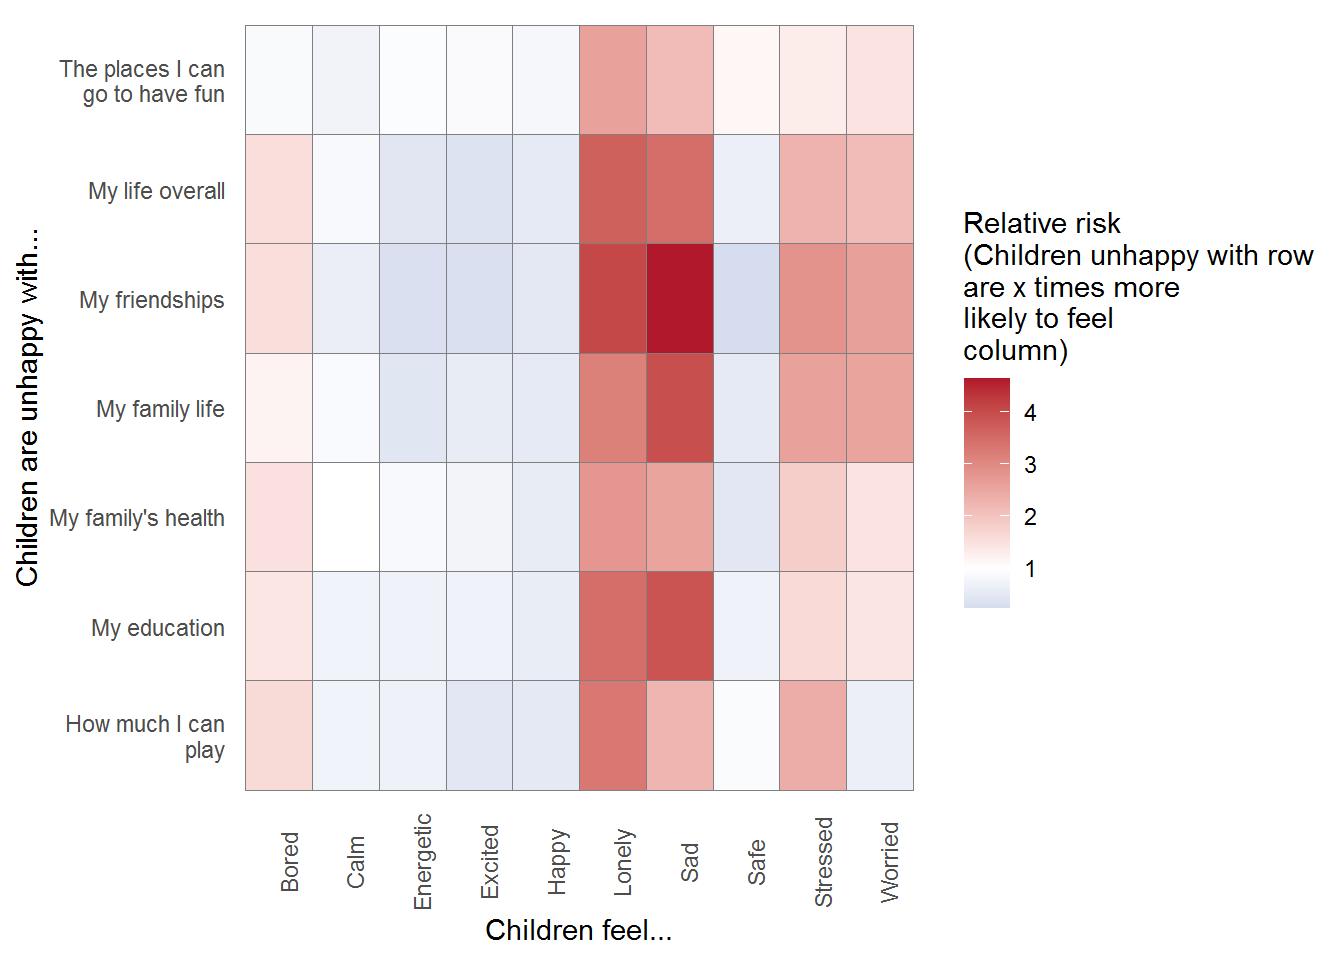 The places I can
go to have fun
My life overall
My friendships
My family life
My family's health
My education
How much I can
play
Children are unhappy with...
Bored
Calm
Energetic
Excited
Happy
Lonely
Sad
Safe
Stressed
Worried
Children feel...
Relative risk
(Children unhappy with row
are x times more
likely to feel
column)
4
3
2
1